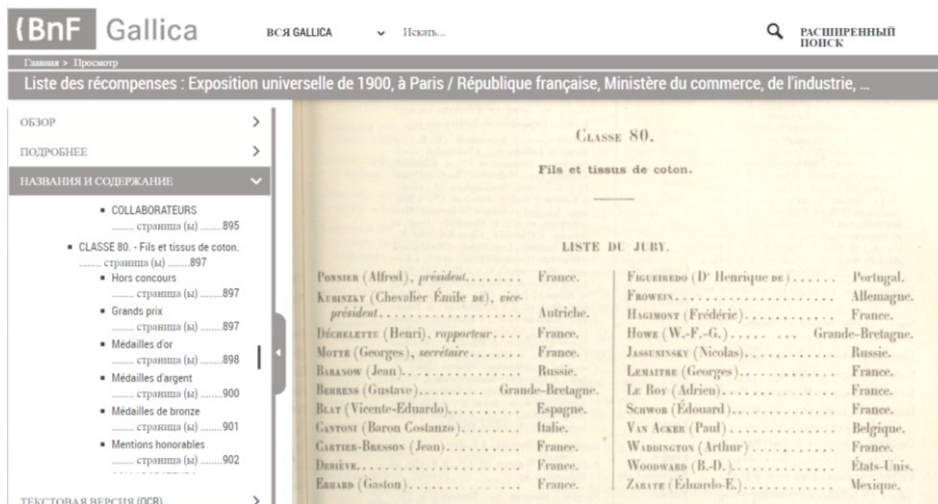 {BnF Gallica ВСЯ GALLICA Искать... РАСШИРЕННЫЙ ПОИСК
Главная > Просмотр
Liste des récompenses : Exposition universelle de 1900, à Paris / République française, Ministère du commerce, de l'industrie, ...
ОБЗОР
ПОДРОБНЕЕ
НАЗВАНИЯ И СОДЕРЖАНИЕ
COLLABORATEURS
........ страница (ы) ........895
CLASSE 80. - Fils et tissus de coton.
........ страница (ы) ........897
Hors concours
........ страница (ы) ........897
Grands prix
........ страница (ы) ........897
Médailles d'or
........ страница (ы) ........898
Médailles d'argent
........ страница (ы) ........900
Médailles de bronze
........ страница (ы) ........901
Mentions honorables
........ страница (ы) ........902
ТЕКСТОВАЯ ВЕРСИЯ (OCR)
Classe 80.
Fils et tissus de coton.
LISTE DU JURY.
Ponnier (Alfred), président........ France.
Kubinzky (Chevalier Émile de), vice-
président.................... Autriche.
Déchelette (Henri), rapporteur.... France.
Motte (Georges), secrétaire....... France.
Baranow (Jean).................. Russie.
Behrens (Gustave)......... Grande-Bretagne.
Blat (Vicente-Eduardo).......... Espagne.
Cantoni (Baron Costanzo)........ Italie.
Cartier-Bresson (Jean).......... France.
Derième........................ France.
Erhard (Gaston)................ France.
Figueiredo (Dr Henrique de)...... Portugal.
Frowein........................ Allemagne.
Hagimont (Frédéric)............. France.
Howe (W.-F.-G.)......... Grande-Bretagne.
Jassuninsky (Nicolas)........... Russie.
Lemaitre (Georges).............. France.
Le Roy (Adrien)................ France.
Schwob (Édouard)............... France.
Van Acker (Paul)............... Belgique.
Waddington (Arthur)............ France.
Woodward (B.-D.)............... États-Unis.
Zarate (Éduardo-E.)............ Mexique.